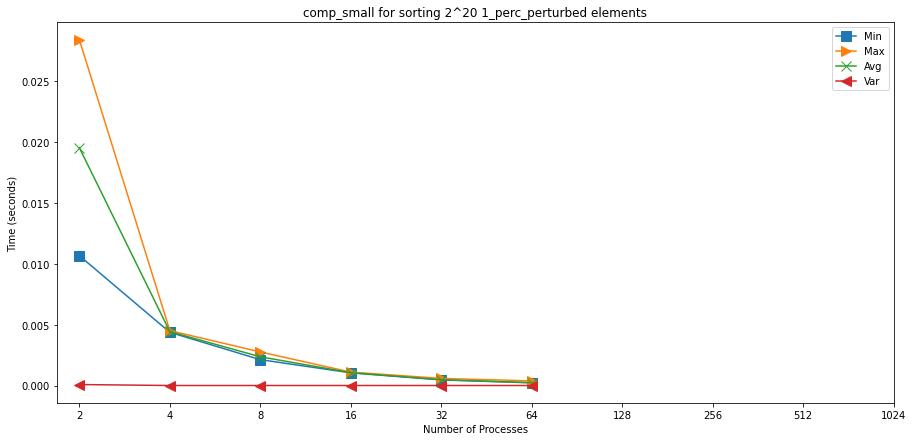 comp_small for sorting 2^20 1_perc_perturbed elements
Min
Max
Avg
Var
Time (seconds)
0.025
0.020
0.015
0.010
0.005
0.000
2 4 8 16 32 64 128 256 512 1024
Number of Processes